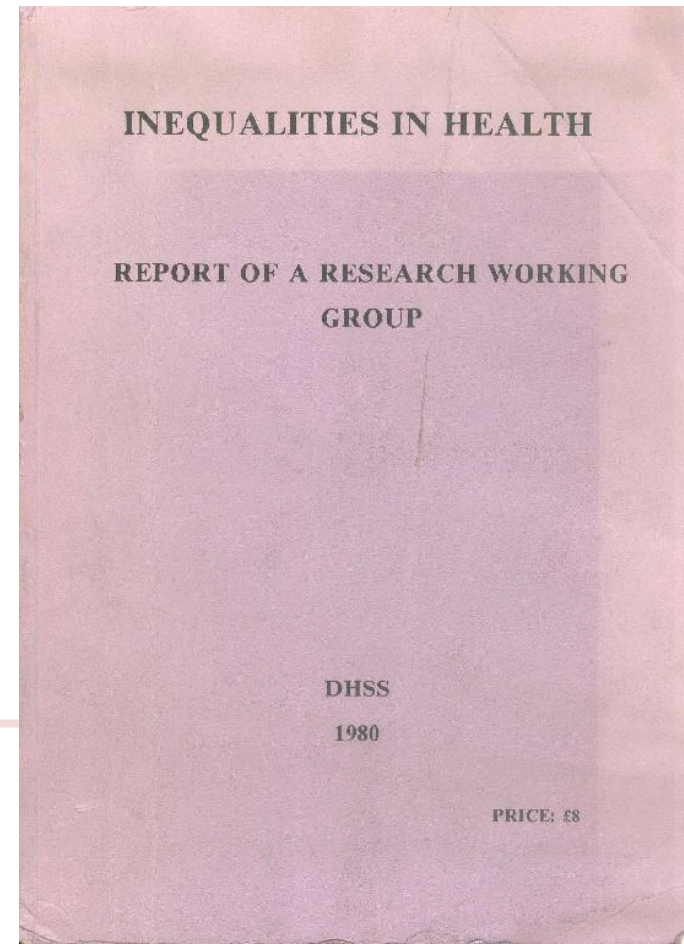 INEQUALITIES IN HEALTH
REPORT OF A RESEARCH WORKING
GROUP
DHSS
1980
PRICE: £8